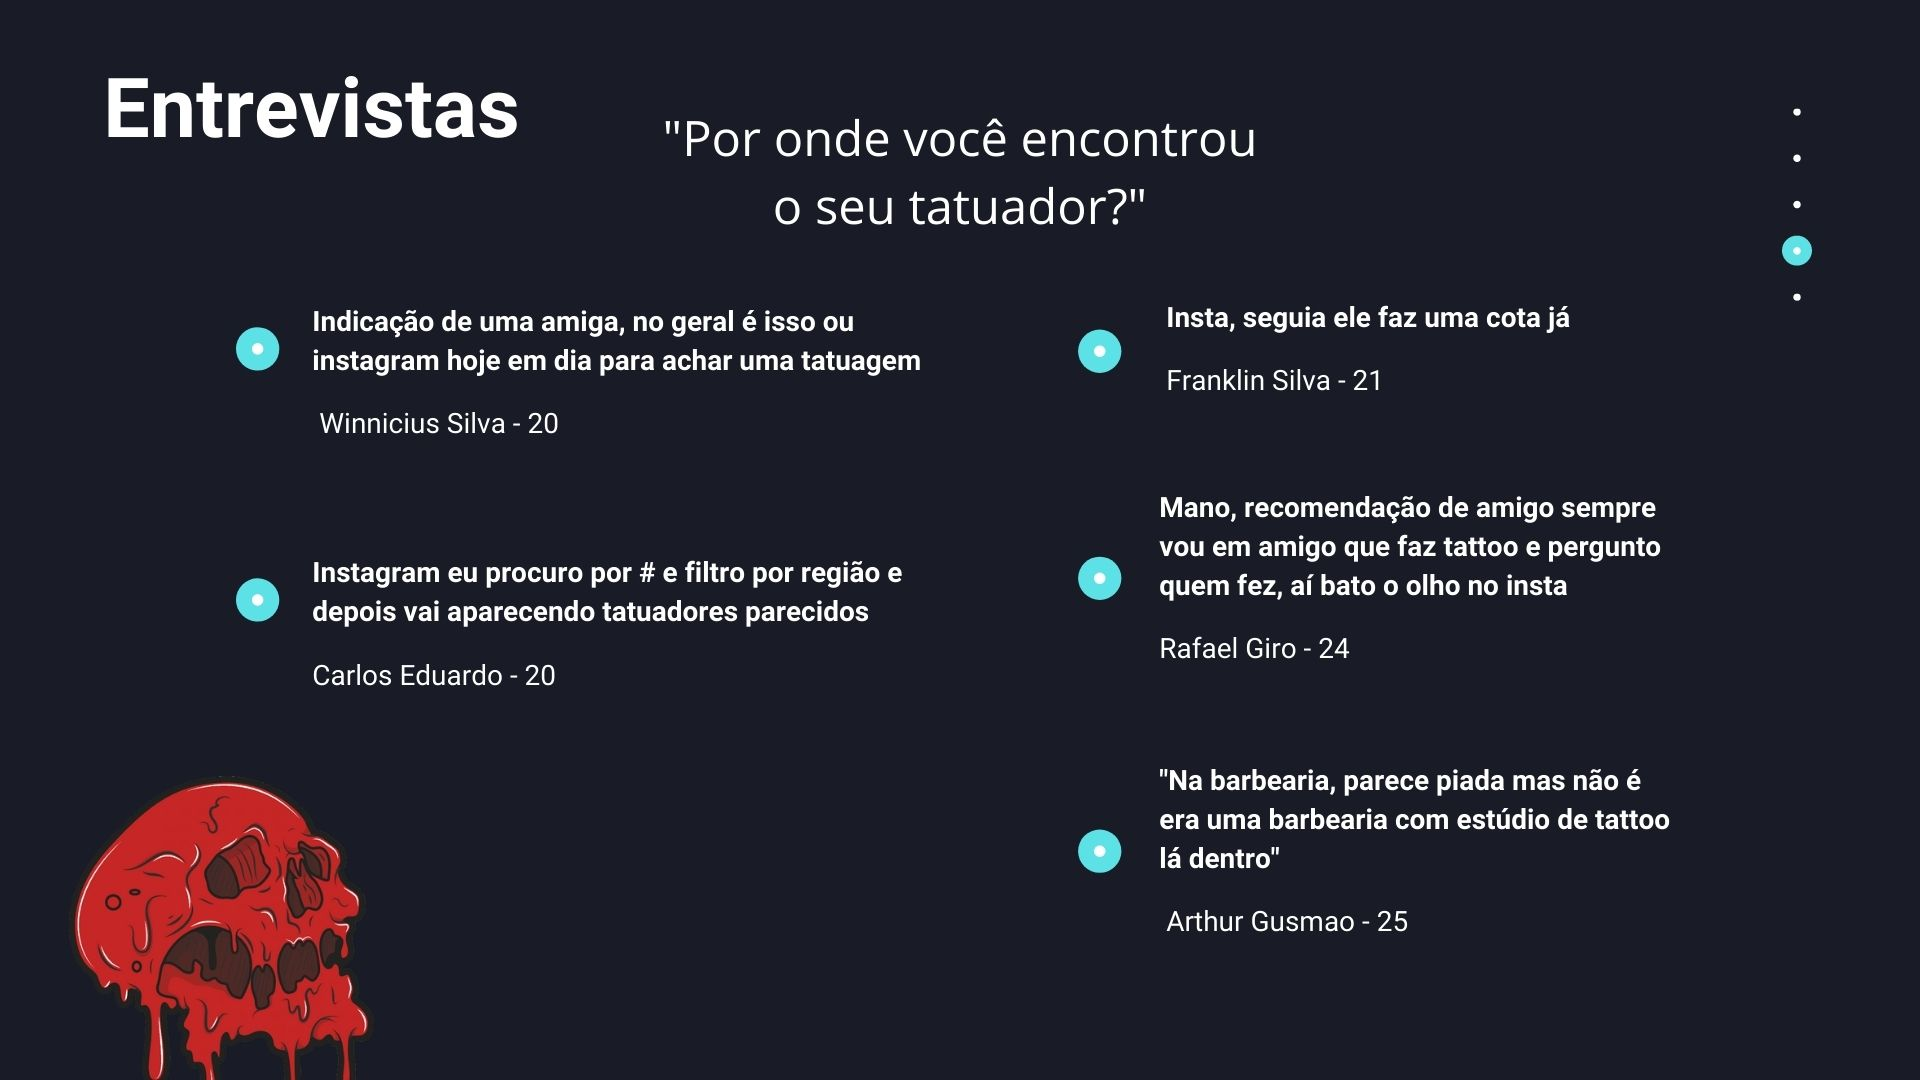 Entrevistas
"Por onde você encontrou
o seu tatuador?"
Indicação de uma amiga, no geral é isso ou
instagram hoje em dia para achar uma tatuagem
Winnicius Silva - 20
Instagram eu procuro por # e filtro por região e
depois vai aparecendo tatuadores parecidos
Carlos Eduardo - 20
Insta, seguia ele faz uma cota já
Franklin Silva - 21
Mano, recomendação de amigo sempre
vou em amigo que faz tattoo e pergunto
quem fez, aí bato o olho no insta
Rafael Giro - 24
"Na barbearia, parece piada mas não é
era uma barbearia com estúdio de tattoo
lá dentro"
Arthur Gusmao - 25